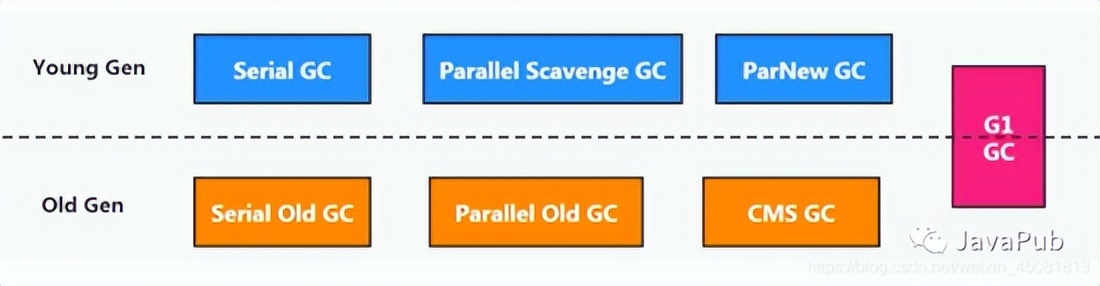 Young Gen
Serial GC
Parallel Scavenge GC
ParNew GC
G1
GC
Old Gen
Serial Old GC
Parallel Old GC
CMS GC
JavaPub
https://blog.csdn.net/weixin_45081813